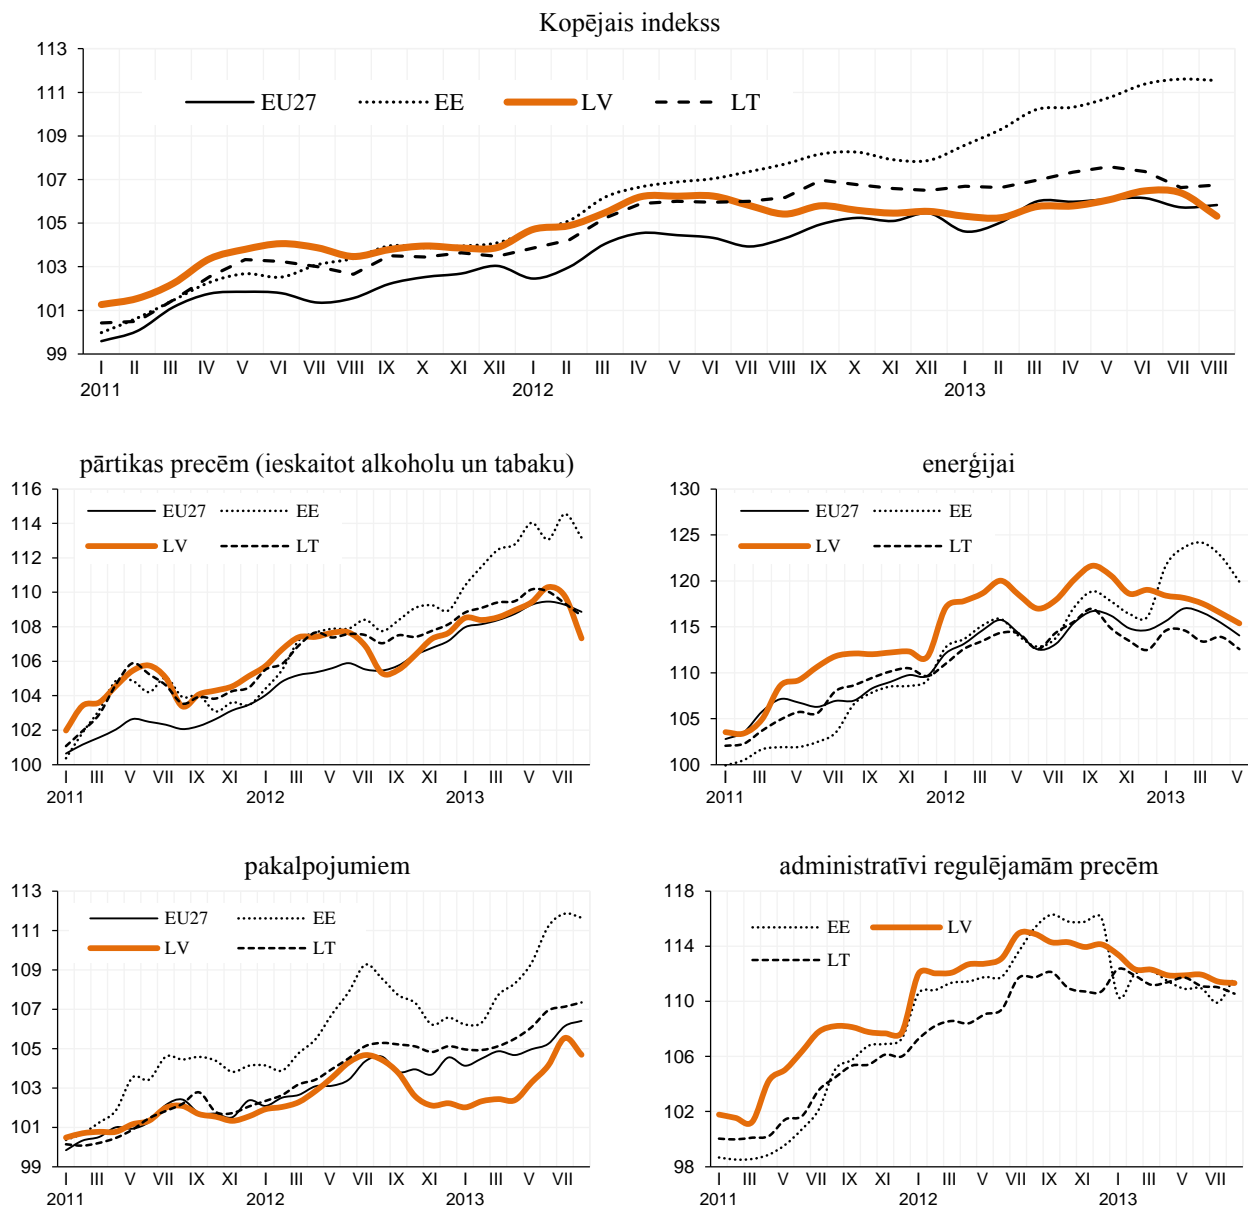 Kopējais indekss
113
111
109
107
105
103
101
99
EU27 EE LV LT
I II III IV V VI VII VIII IX X XI XII I II III IV V VI VII VIII IX X XI XII I II III IV V VI VII VIII
2011 2012 2013
pārtikas precēm (ieskaitot alkoholu un tabaku)
116
114
112
110
108
106
104
102
100
EU27 EE
LV LT
I III V VII IX XI I III V VII IX XI I III V VII
2011 2012 2013
enerģijai
130
125
120
115
110
105
100
EU27 EE
LV LT
I III V VII IX XI I III V VII IX XI I III V
2011 2012 2013
pakalpojumiem
113
111
109
107
105
103
101
99
EU27 EE
LV LT
I III V VII IX XI I III V VII IX XI I III V VII
2011 2012 2013
administratīvi regulējamām precēm
118
114
110
106
102
98
EE LV
LT
I III V VII IX XI I III V VII IX XI I III V VII
2011 2012 2013